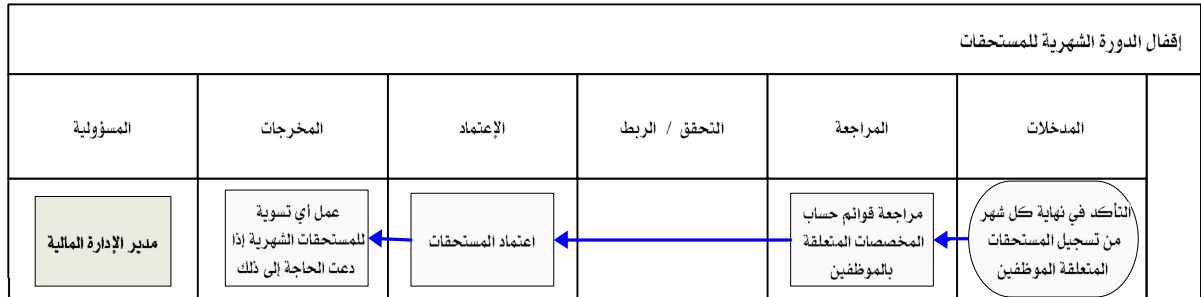 إقفال الدورة الشهرية للمستحقات
المدخلات
المراجعة
التحقق / الربط
الإعتماد
المخرجات
المسؤولية
التأكد في نهاية كل شهر
من تسجيل المستحقات
المتعلقة الموظفين
مراجعة قوائم حساب
المخصصات المتعلقة
بالموظفين
اعتماد المستحقات
عمل أي تسوية
للمستحقات الشهرية إذا
دعت الحاجة إلى ذلك
مدير الإدارة المالية